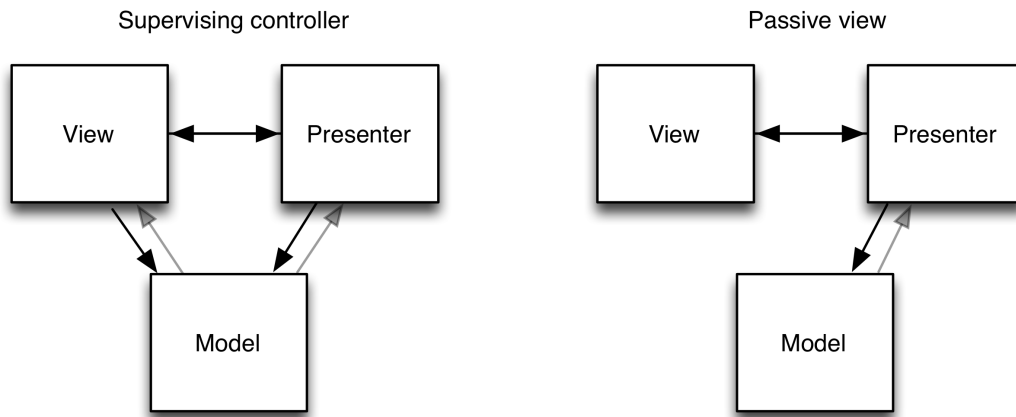 Supervising controller
Passive view
View
Presenter
View
Presenter
Model
Model